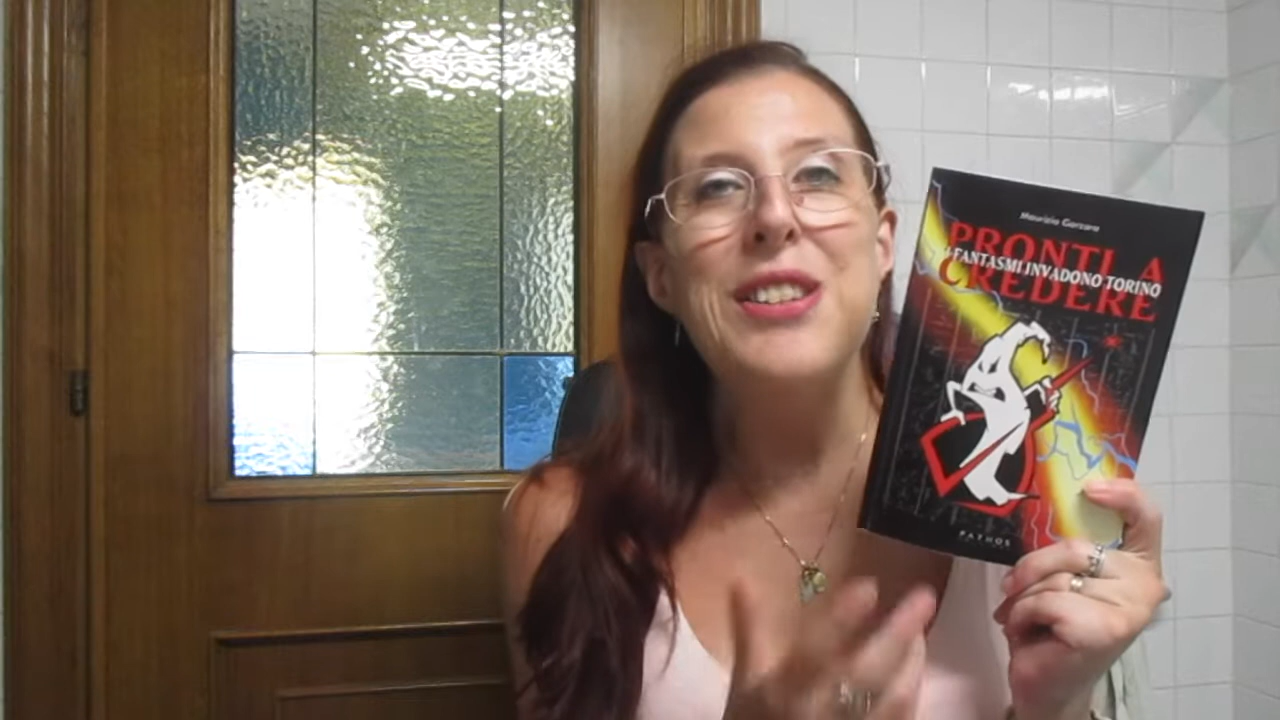 Maurizio Garzaro
PRONTI A
I FANTASMI INVADONO TORINO
CREDERE
PATHOS